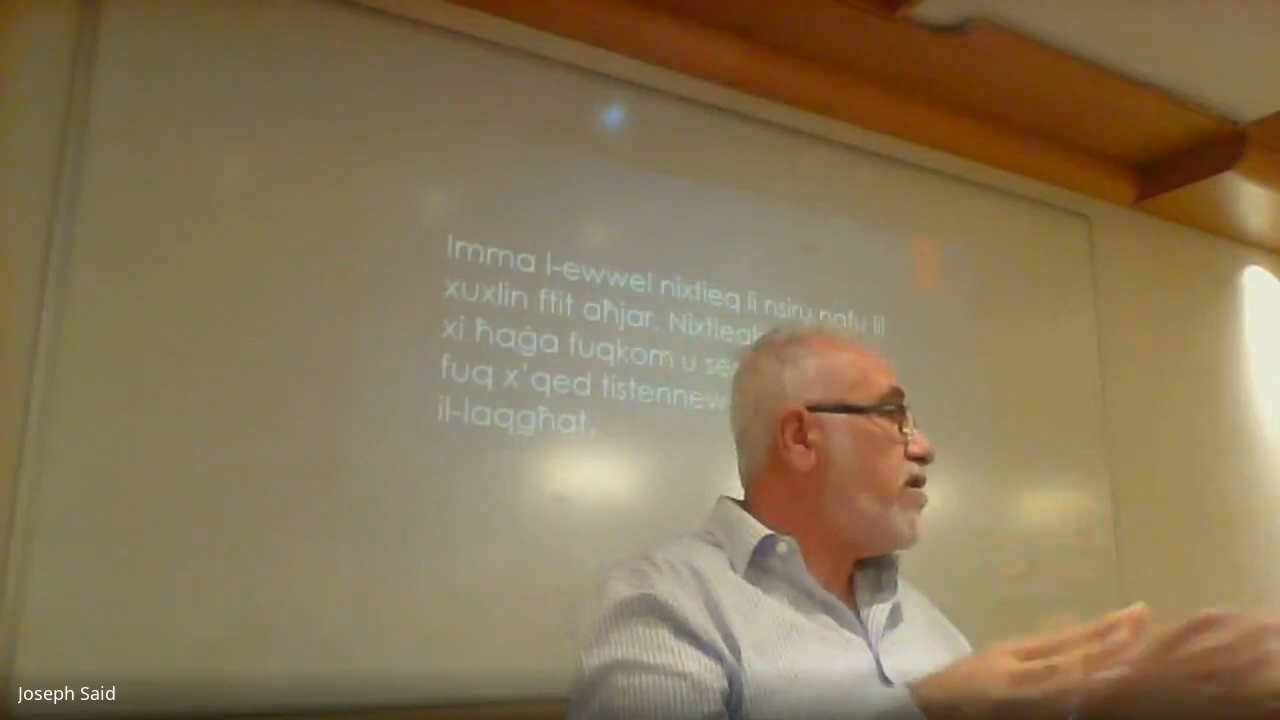 Imma l-ewwel nixtieq li nsiru nafu lil
xuxlin ftit aħjar. Nixtieq
xi ħaġa fuqkom u
fuq x'qed tistennew
il-laqgħat.
Joseph Said